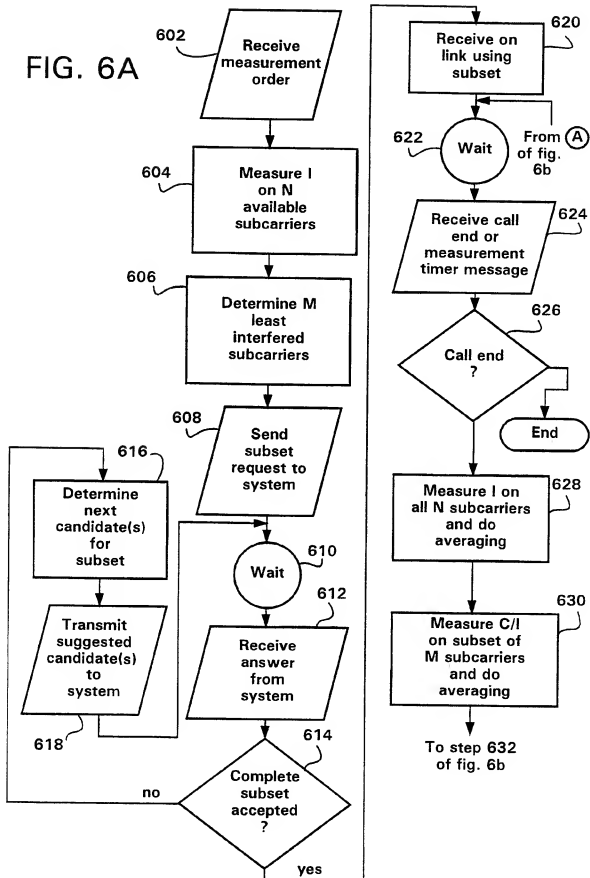 FIG. 6A
602
Receive
measurement
order
604
Measure I
on N
available
subcarriers
606
Determine M
least
interfered
subcarriers
608
Send
subset
request to
system
610
Wait
612
Receive
answer
from
system
614
Complete
subset
accepted
?
no
yes
616
Determine
next
candidate(s)
for
subset
Transmit
suggested
candidate(s)
to
system
618
620
Receive on
link using
subset
From A
of fig.
6b
622
Wait
624
Receive call
end or
measurement
timer message
626
Call end
?
End
628
Measure I on
all N subcarriers
and do
averaging
630
Measure C/I
on subset of
M subcarriers
and do
averaging
To step 632
of fig. 6b